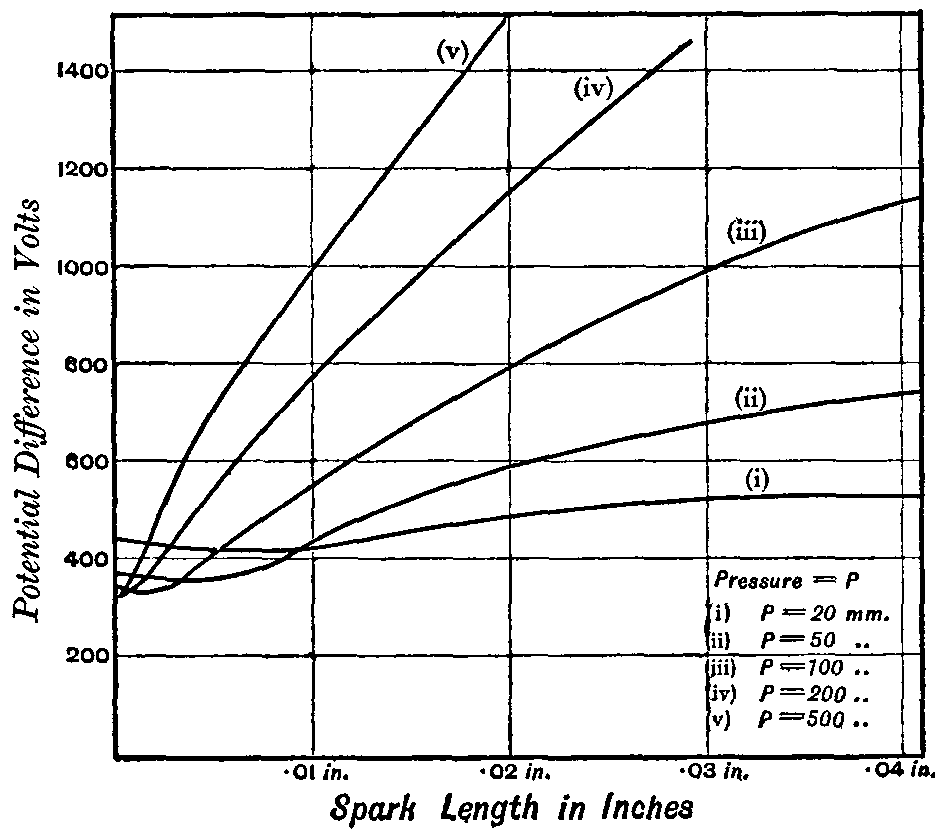 Potential Difference in Volts
1400
1200
1000
800
600
400
200
(v)
(iv)
(iii)
(ii)
(i)
Pressure = P
(i) P = 20 mm.
(ii) P = 50 ..
(iii) P = 100 ..
(iv) P = 200 ..
(v) P = 500 ..
·01 in. ·02 in. ·03 in. ·04 in.
Spark Length in Inches